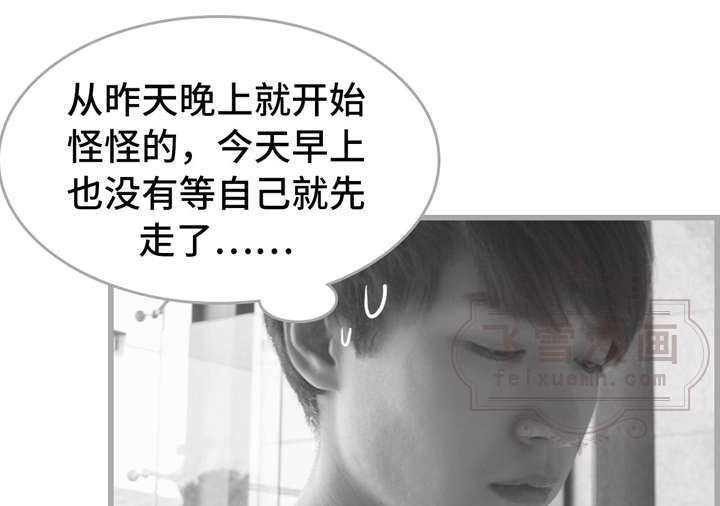 从昨天晚上就开始
怪怪的，今天早上
也没有等自己就先
走了……
飞雪漫画
feixuemh.com